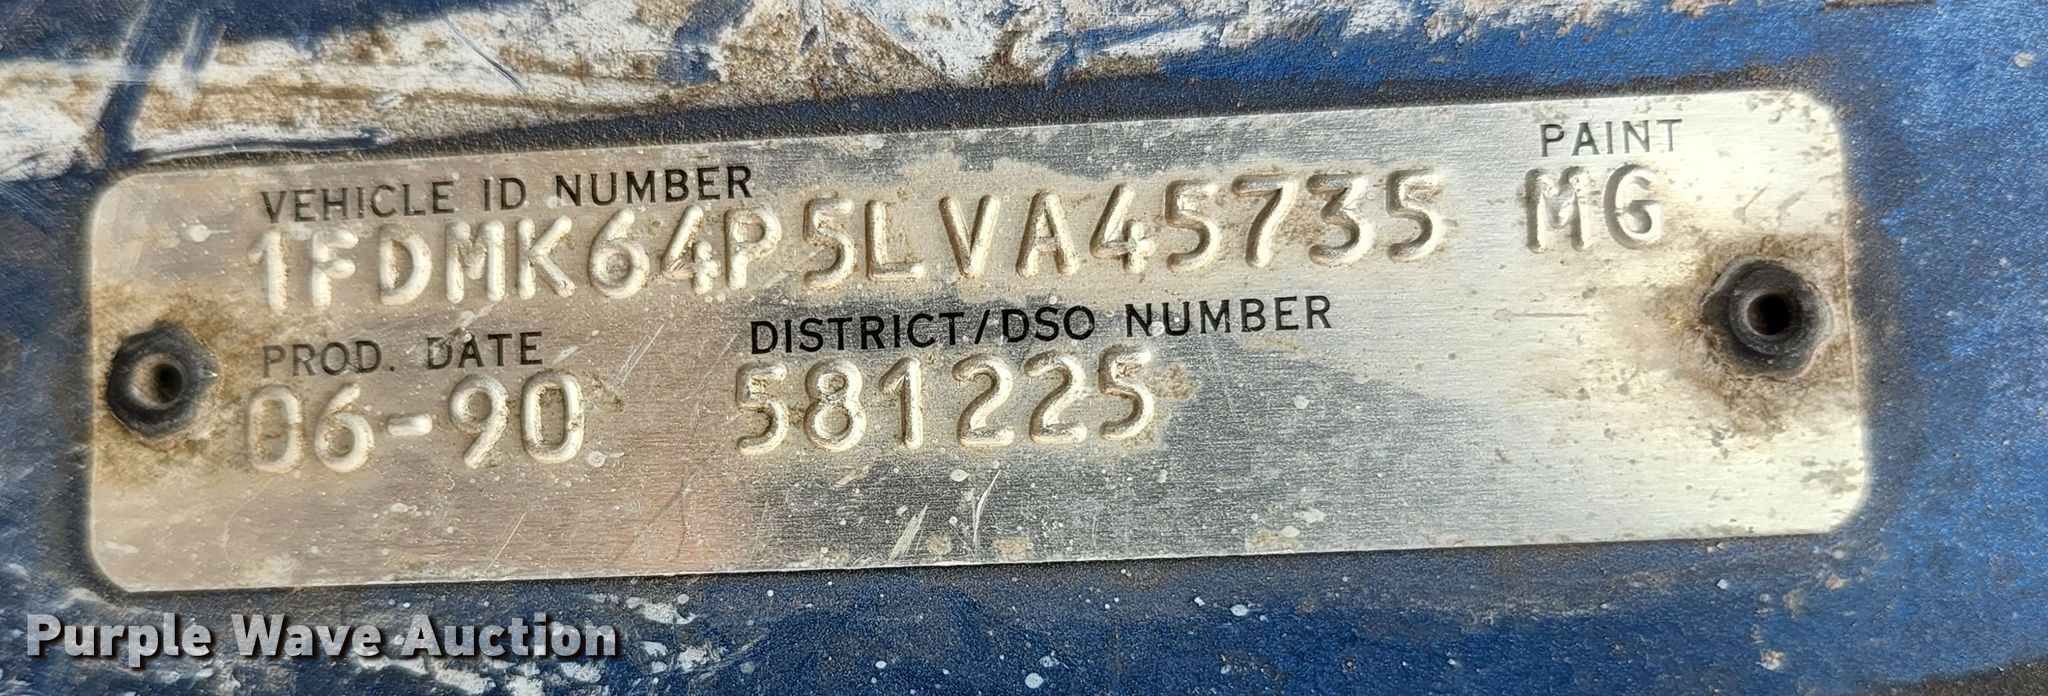 PAINT
VEHICLE ID NUMBER
1FDMK64P5LVA45735 MG
PROD. DATE DISTRICT/DSO NUMBER
06-90 581225
Purple Wave Auction